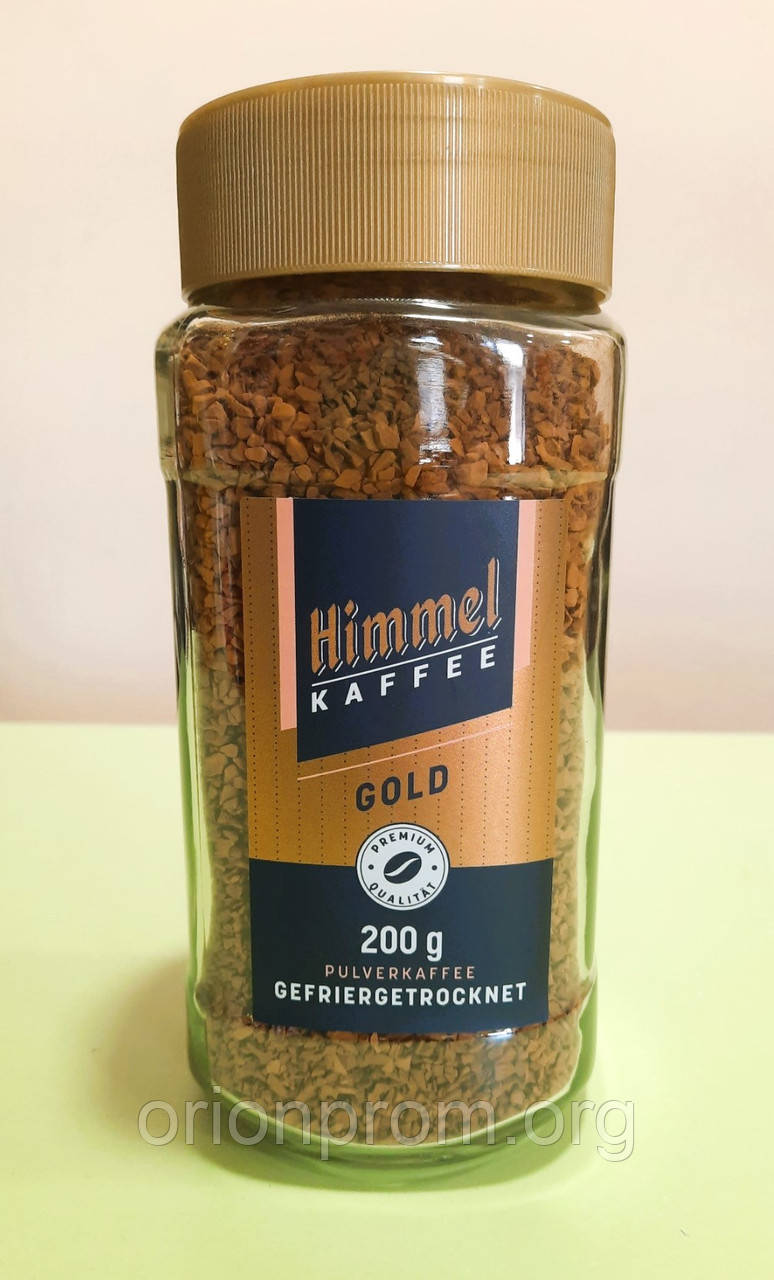 Himmel
KAFFEE
GOLD
PREMIUM
QUALITÄT
200 g
PULVERKAFFEE
GEFRIERGETROCKNET
orionprom.org